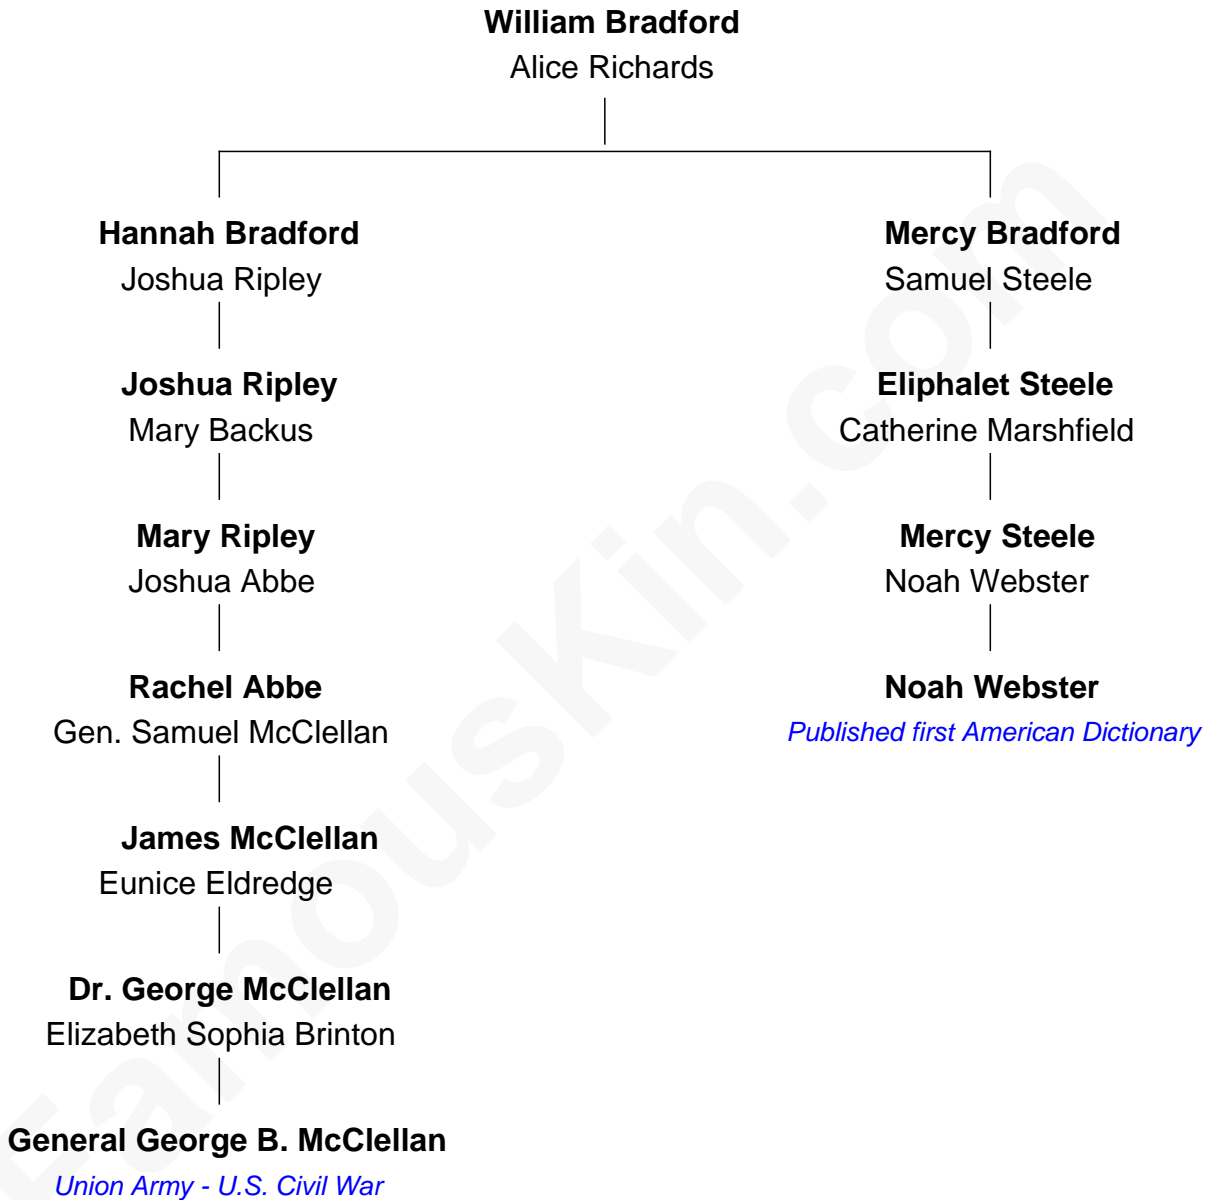 William Bradford
Alice Richards
Hannah Bradford
Joshua Ripley
Mercy Bradford
Samuel Steele
Joshua Ripley
Mary Backus
Eliphalet Steele
Catherine Marshfield
Mary Ripley
Joshua Abbe
Mercy Steele
Noah Webster
Rachel Abbe
Gen. Samuel McClellan
Noah Webster
Published first American Dictionary
James McClellan
Eunice Eldredge
Dr. George McClellan
Elizabeth Sophia Brinton
General George B. McClellan
Union Army - U.S. Civil War
FamousKin.com